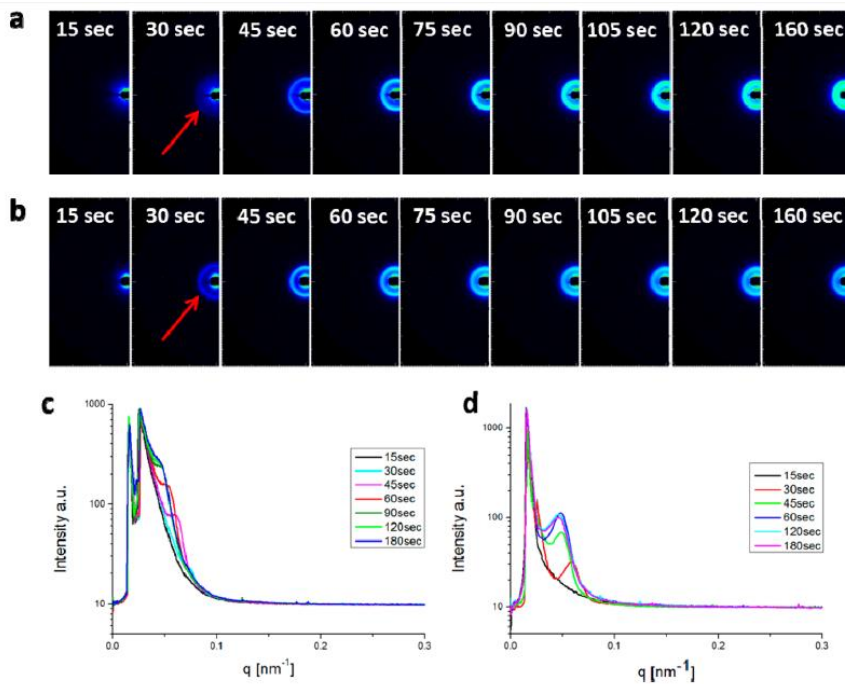 a
15 sec 30 sec 45 sec 60 sec 75 sec 90 sec 105 sec 120 sec 160 sec
b
15 sec 30 sec 45 sec 60 sec 75 sec 90 sec 105 sec 120 sec 160 sec
c
1000
100
10
Intensity a.u.
15sec
30sec
45sec
60sec
90sec
120sec
180sec
0.0 0.1 0.2 0.3
q [nm⁻¹]
d
1000
100
10
Intensity a.u.
15sec
30sec
45sec
60sec
120sec
180sec
0.0 0.1 0.2 0.3
q [nm⁻¹]